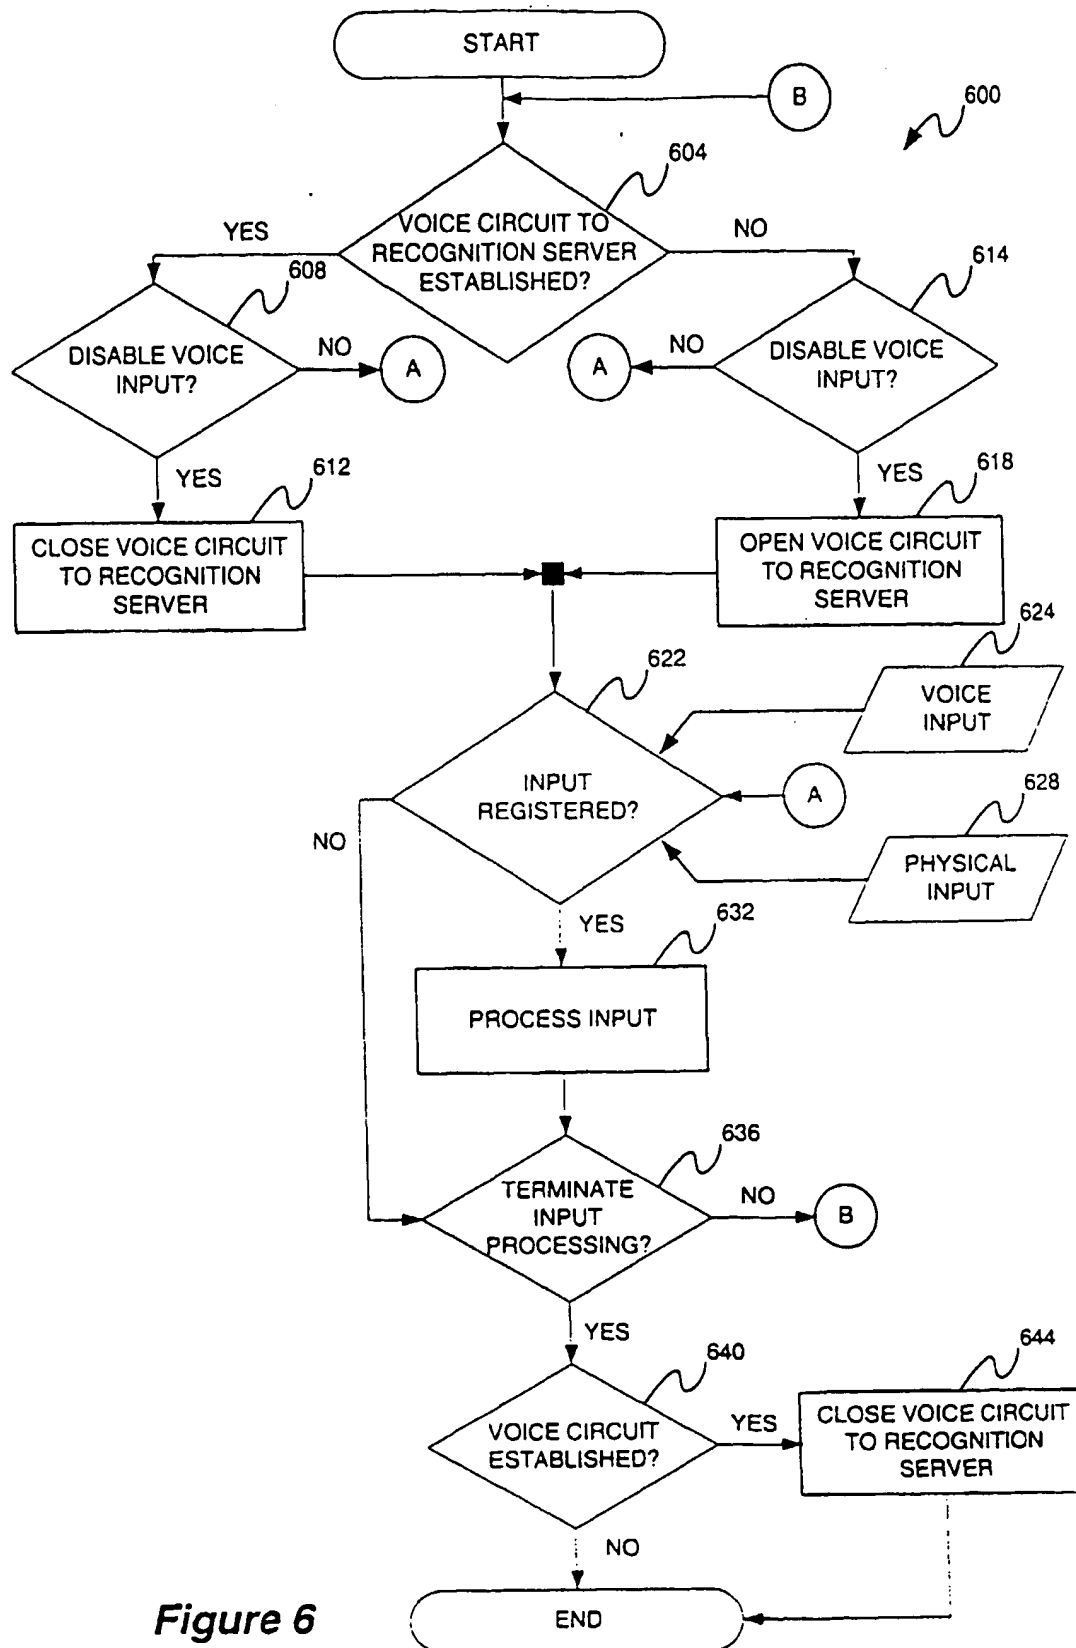 START
B
600
604
VOICE CIRCUIT TO
RECOGNITION SERVER
ESTABLISHED?
YES
NO
608
614
DISABLE VOICE
INPUT?
NO
A
A
NO
DISABLE VOICE
INPUT?
YES
YES
612
618
CLOSE VOICE CIRCUIT
TO RECOGNITION
SERVER
OPEN VOICE CIRCUIT
TO RECOGNITION
SERVER
624
622
VOICE
INPUT
INPUT
REGISTERED?
A
NO
628
PHYSICAL
INPUT
YES
632
PROCESS INPUT
636
TERMINATE
INPUT
PROCESSING?
NO
B
YES
640
644
VOICE CIRCUIT
ESTABLISHED?
YES
CLOSE VOICE CIRCUIT
TO RECOGNITION
SERVER
NO
END
Figure 6